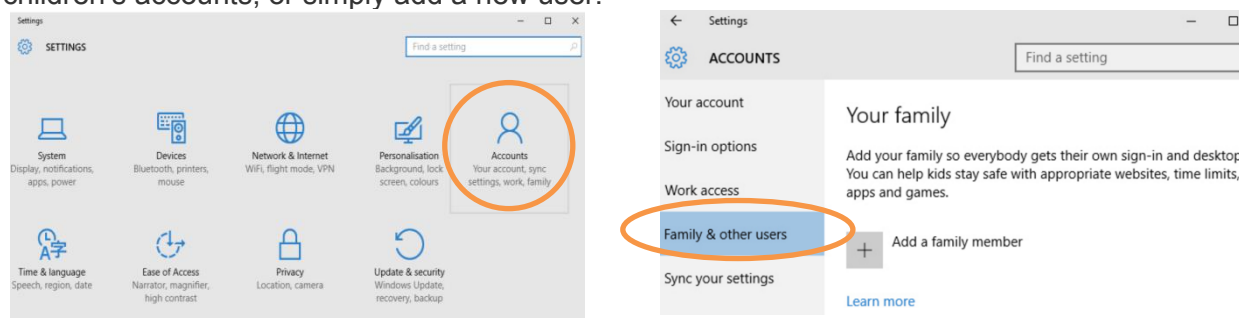 children's accounts, or simply add a new user.
Settings
SETTINGS
Find a setting
System
Display, notifications,
apps, power
Devices
Bluetooth, printers,
mouse
Network & Internet
WiFi, flight mode, VPN
Personalisation
Background, lock
screen, colours
Accounts
Your account, sync
settings, work, family
Time & language
Speech, region, date
Ease of Access
Narrator, magnifier,
high contrast
Privacy
Location, camera
Update & security
Windows Update,
recovery, backup
Settings
ACCOUNTS
Find a setting
Your account
Sign-in options
Work access
Family & other users
Sync your settings
Your family
Add your family so everybody gets their own sign-in and desktop
You can help kids stay safe with appropriate websites, time limits,
apps and games.
Add a family member
Learn more